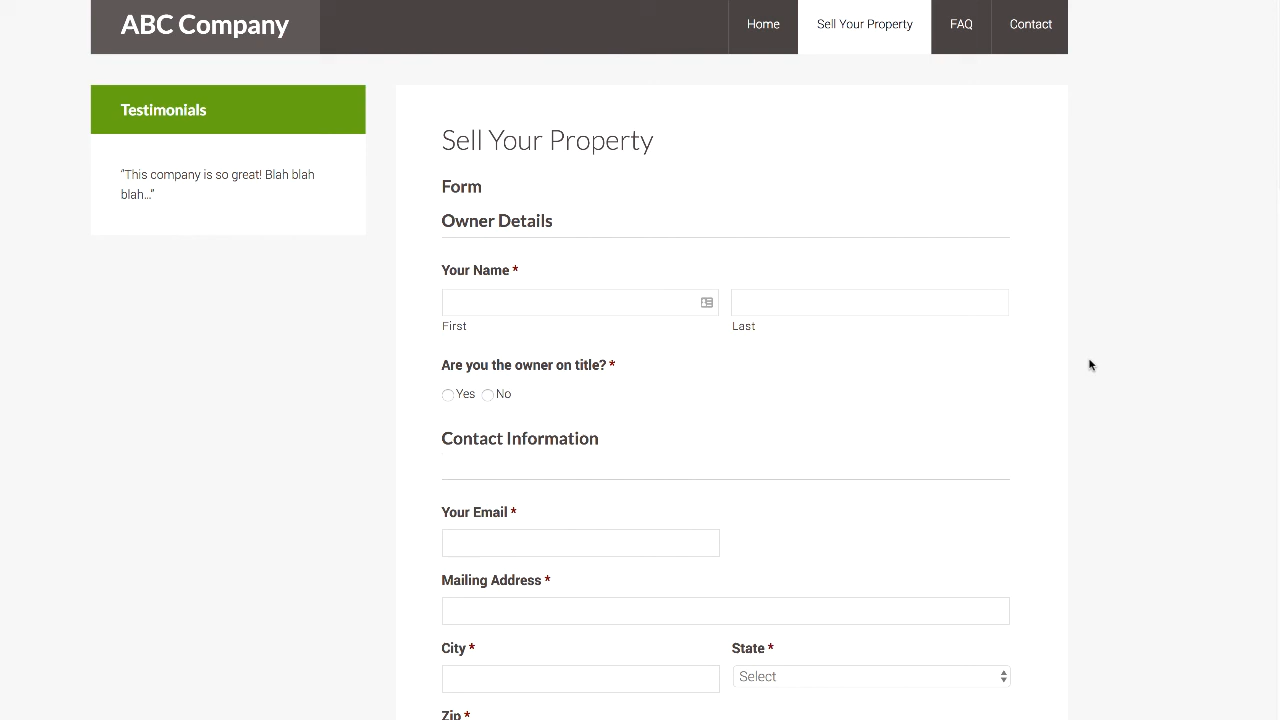 ABC Company
Home
Sell Your Property
FAQ
Contact
Testimonials
“This company is so great! Blah blah
blah…”
Sell Your Property
Form
Owner Details
Your Name *
First
Last
Are you the owner on title? *
Yes
No
Contact Information
Your Email *
Mailing Address *
City *
State *
Select
Zip *